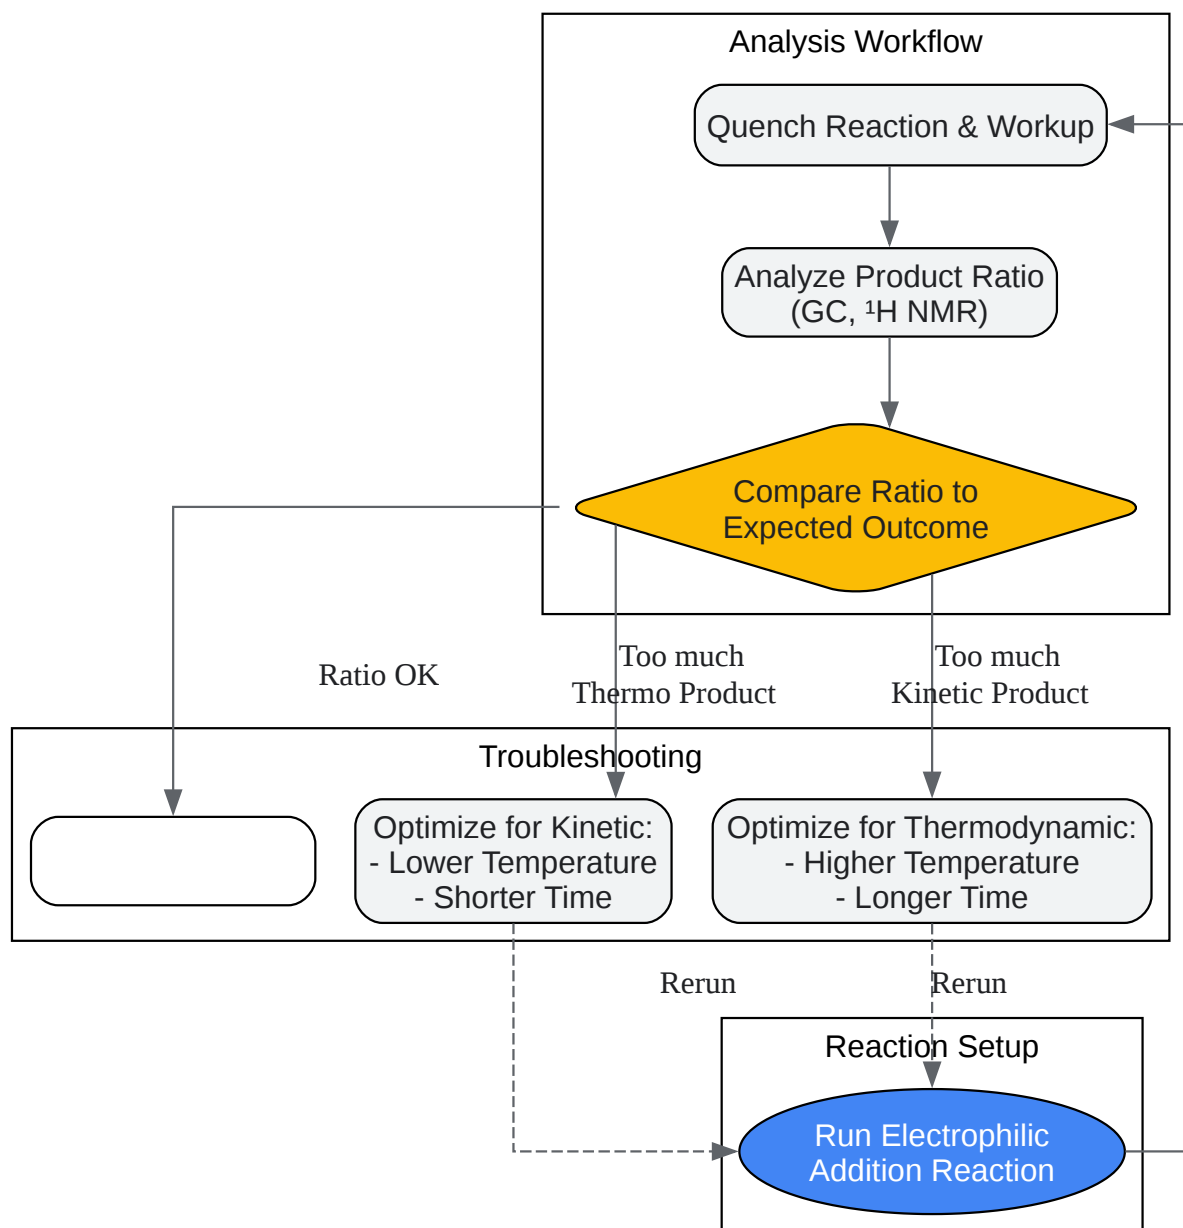 Analysis Workflow
Quench Reaction & Workup
Analyze Product Ratio
(GC, ¹H NMR)
Compare Ratio to
Expected Outcome
Ratio OK
Too much
Thermo Product
Too much
Kinetic Product
Troubleshooting
Optimize for Kinetic:
- Lower Temperature
- Shorter Time
Optimize for Thermodynamic:
- Higher Temperature
- Longer Time
Rerun
Rerun
Reaction Setup
Run Electrophilic
Addition Reaction